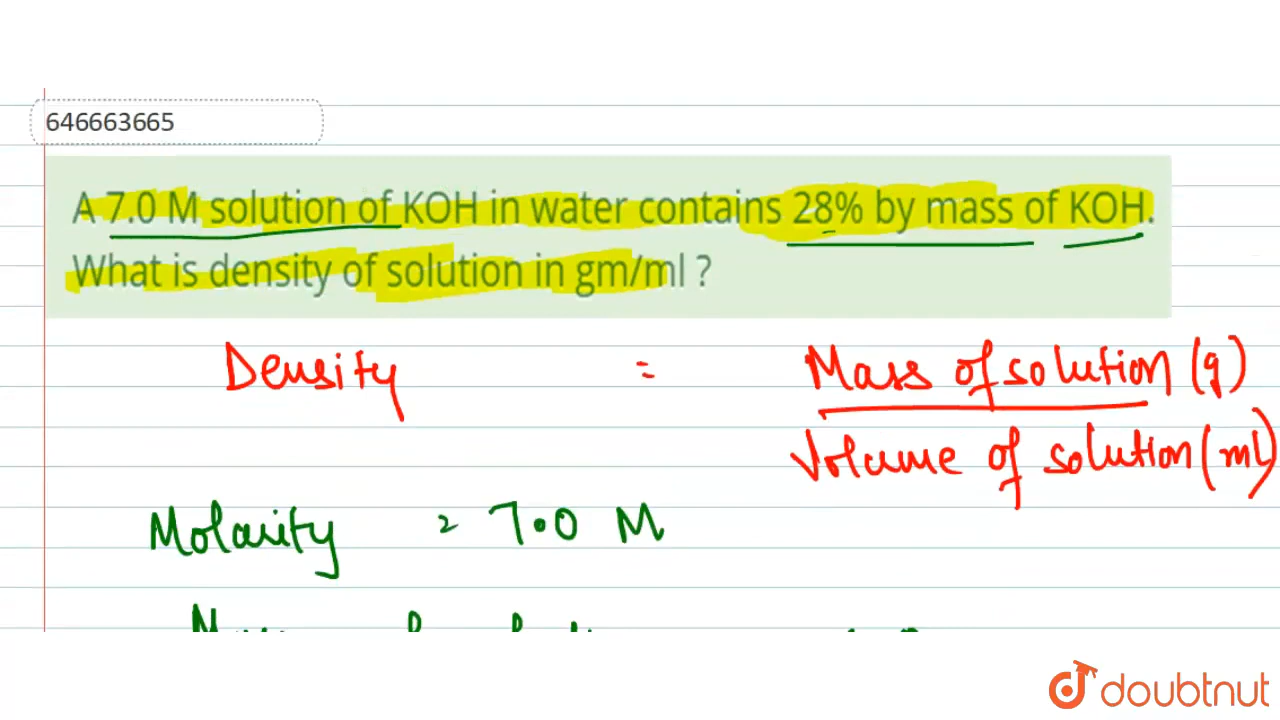 646663665
A 7.0 M solution of KOH in water contains 28% by mass of KOH.
What is density of solution in gm/ml ?
Density = Mass of solution (g)
Volume of solution (ml)
Molarity = 7.0 M
doubtnut